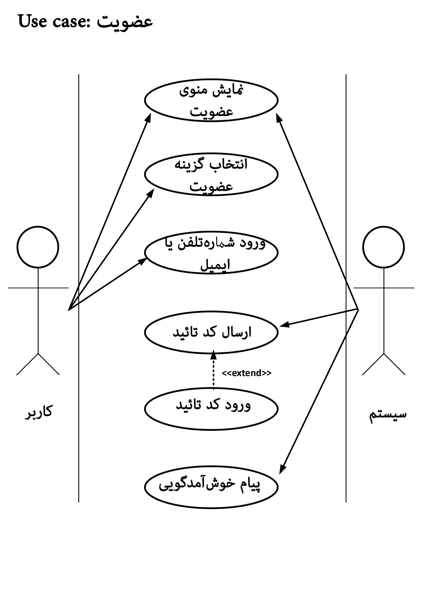 Use case: عضویت
نمایش منوی
عضویت
انتخاب گزینه
عضویت
ورود شماره‌تلفن یا
ایمیل
ارسال کد تائید
<<extend>>
ورود کد تائید
کاربر
سیستم
پیام خوش‌آمدگویی